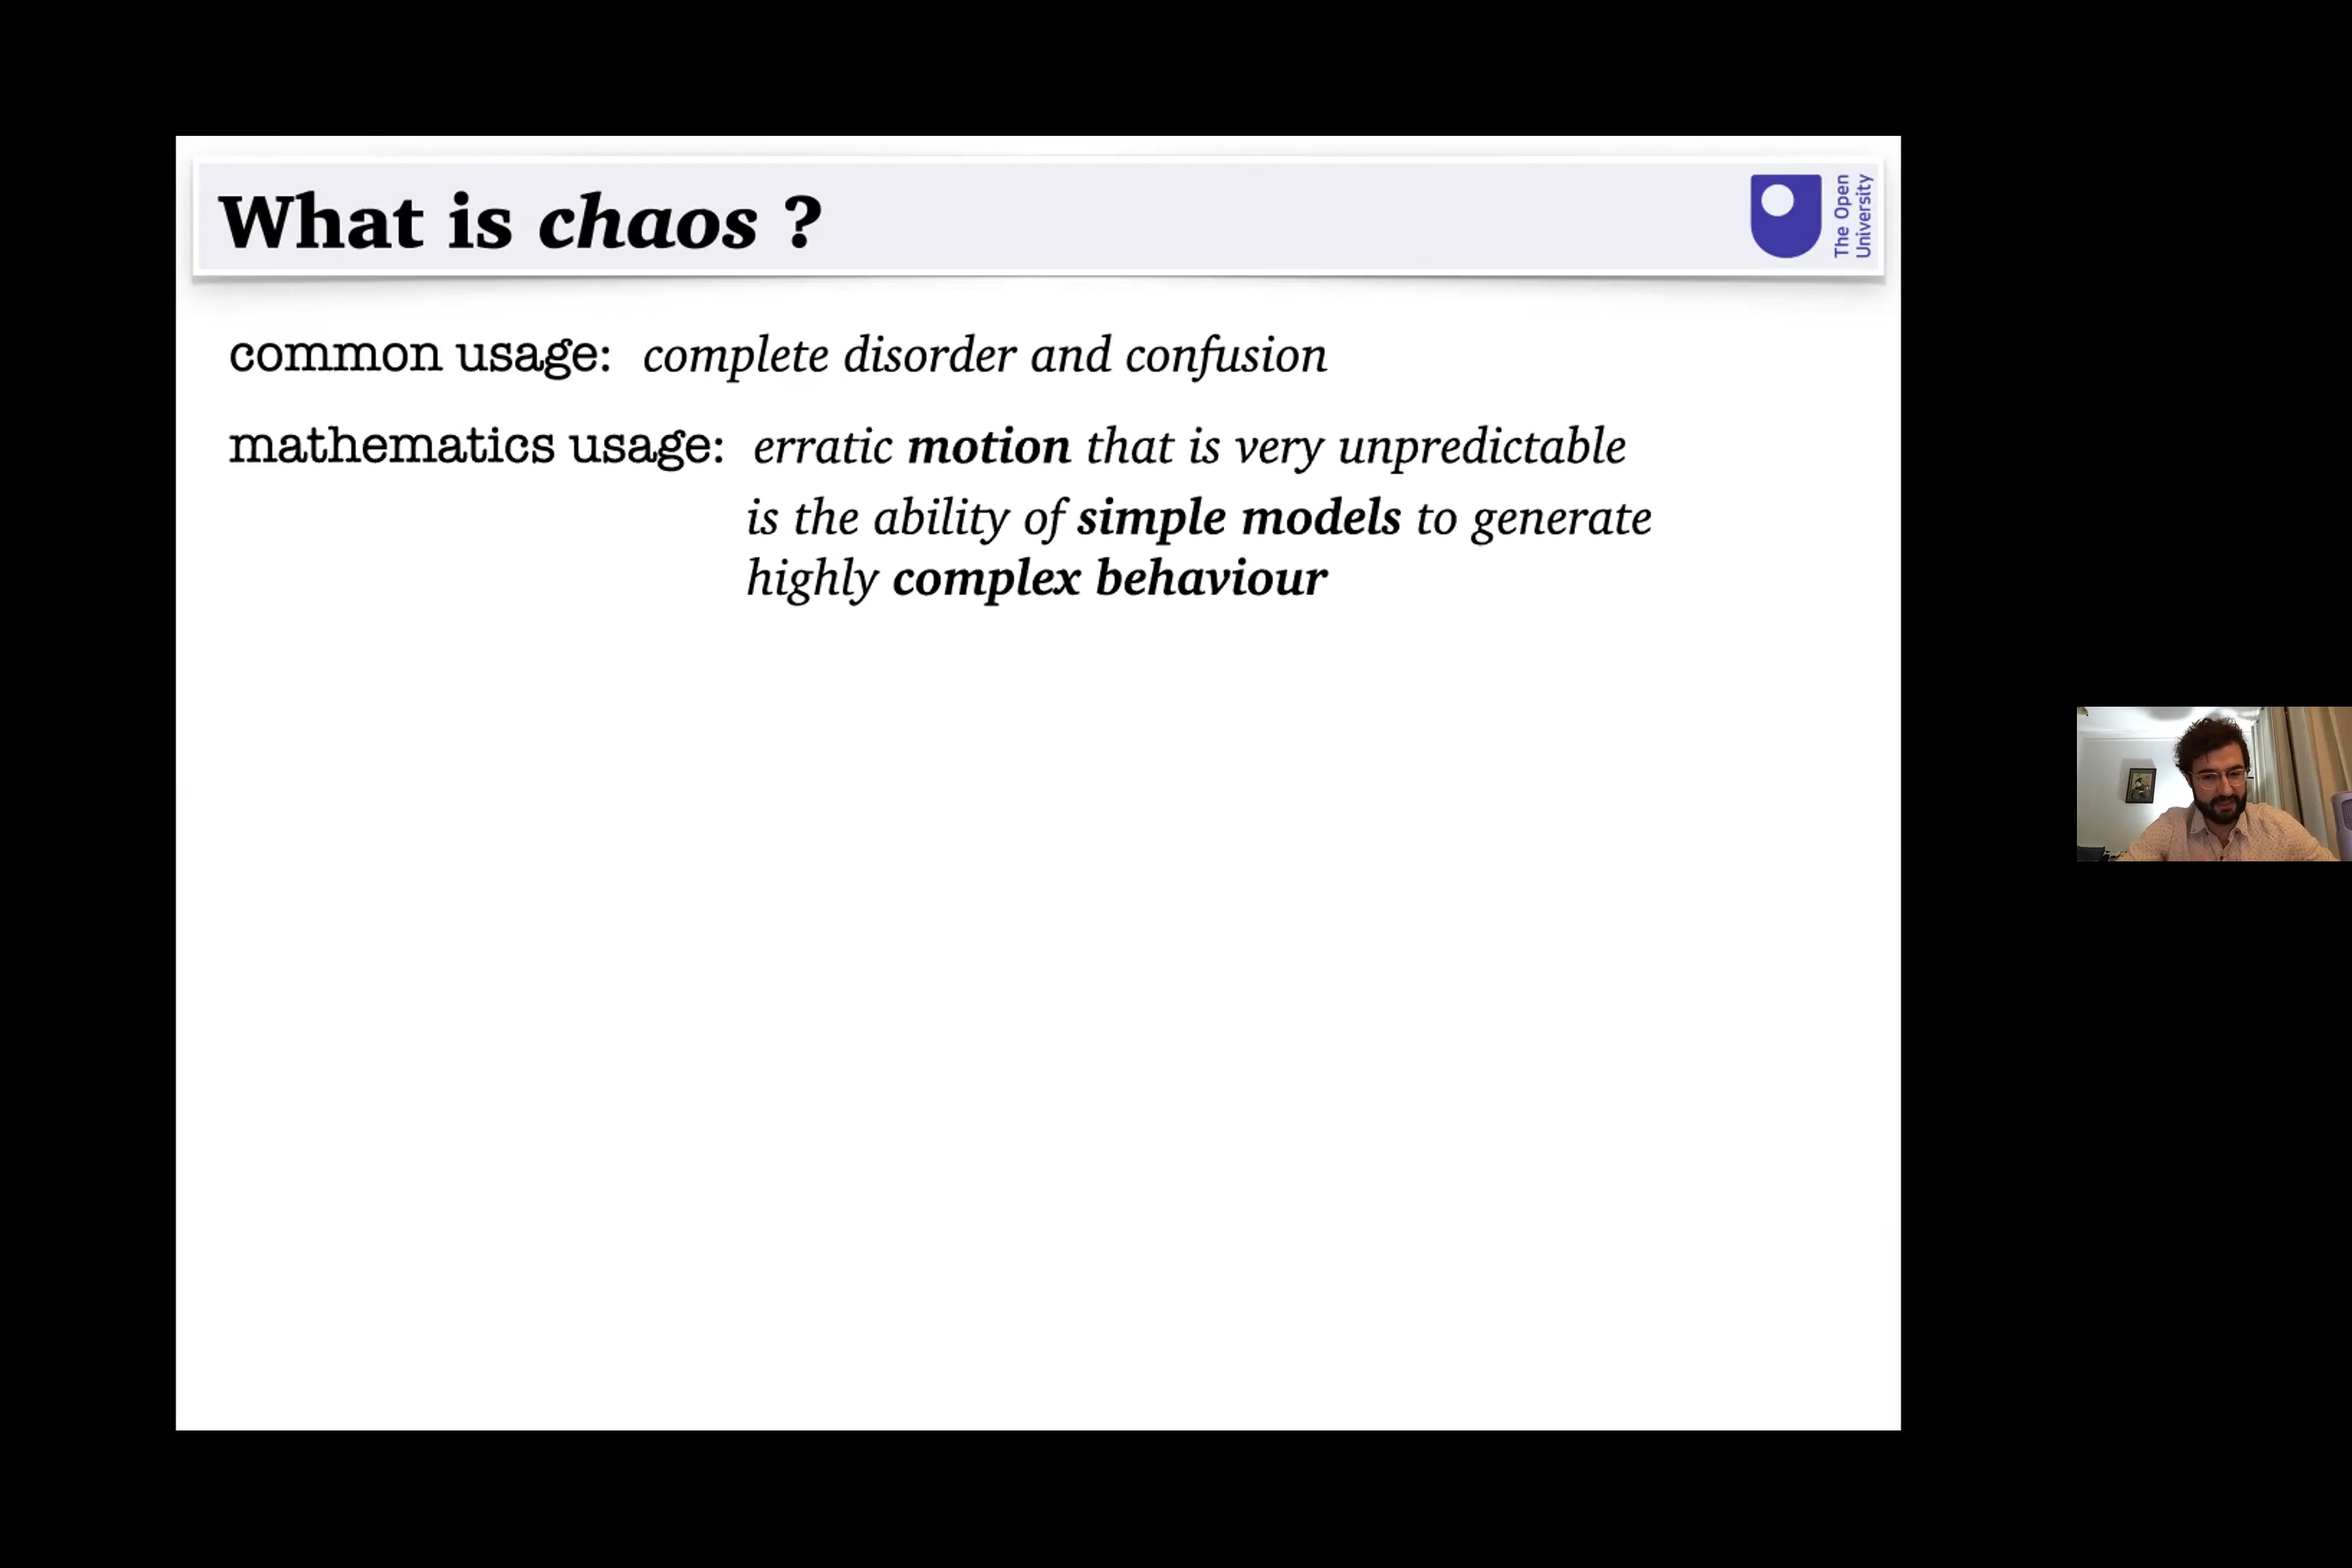 What is chaos ?
The Open
University
common usage: complete disorder and confusion
mathematics usage: erratic motion that is very unpredictable
is the ability of simple models to generate
highly complex behaviour